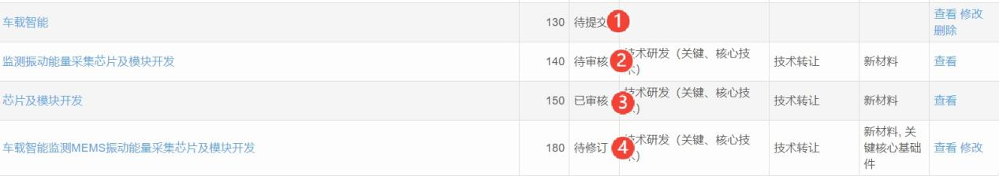 车载智能 130 待提交 1 查看 修改
删除
监测振动能量采集芯片及模块开发 140 待审核 2 技术研发（关键、核心技
术） 技术转让 新材料 查看
芯片及模块开发 150 已审核 3 技术研发（关键、核心技
术） 技术转让 新材料 查看
车载智能监测MEMS振动能量采集芯片及模块开发 180 待修订 4 技术研发（关键、核心技
术） 技术转让 新材料, 关
键核心基础
件 查看 修改